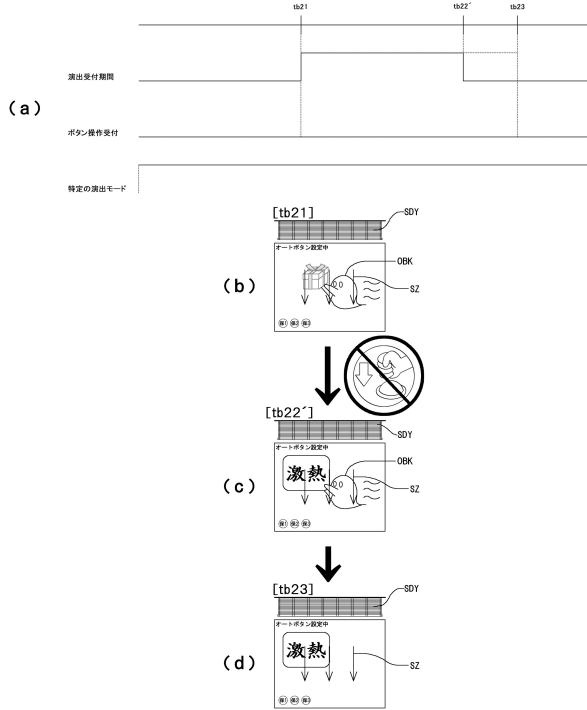 tb21 tb22´ tb23
演出受付期間
(a)
ボタン操作受付
特定の演出モード
[tb21]
SDY
オートボタン設定中
OBK
(b)
SZ
保1 保2 保3
[tb22´]
SDY
オートボタン設定中
激熱
OBK
(c)
SZ
保1 保2 保3
[tb23]
SDY
オートボタン設定中
激熱
(d)
SZ
保1 保2 保3